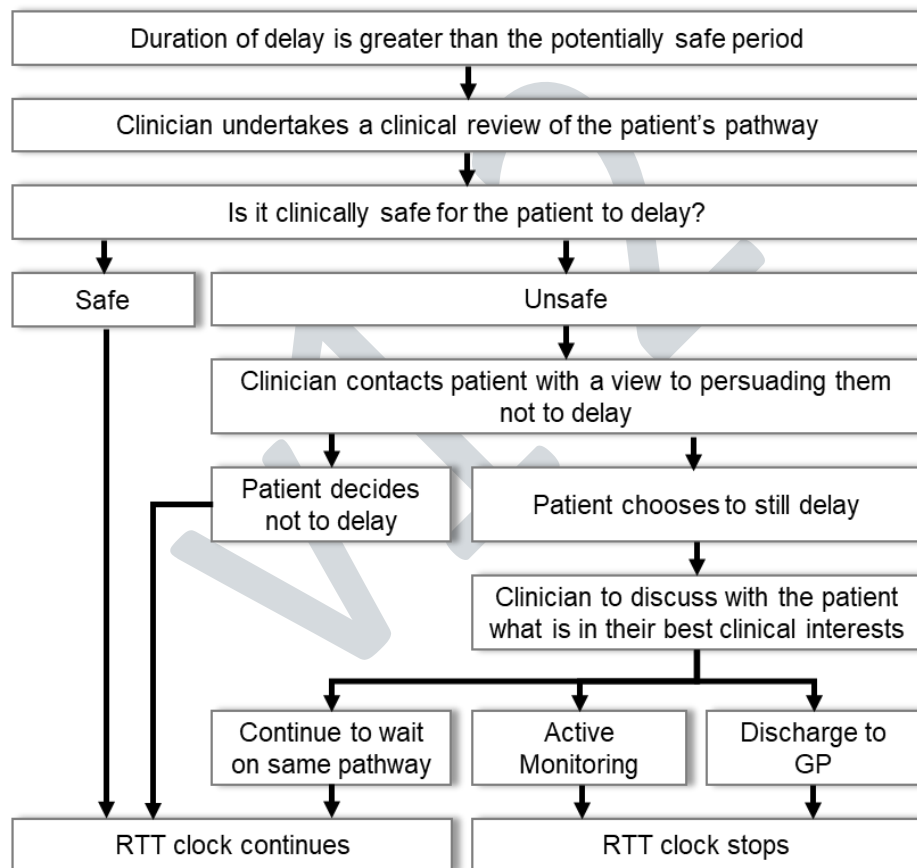 Duration of delay is greater than the potentially safe period
Clinician undertakes a clinical review of the patient's pathway
Is it clinically safe for the patient to delay?
Safe
Unsafe
Clinician contacts patient with a view to persuading them
not to delay
Patient decides
not to delay
Patient chooses to still delay
Clinician to discuss with the patient
what is in their best clinical interests
Continue to wait
on same pathway
Active
Monitoring
Discharge to
GP
RTT clock continues
RTT clock stops